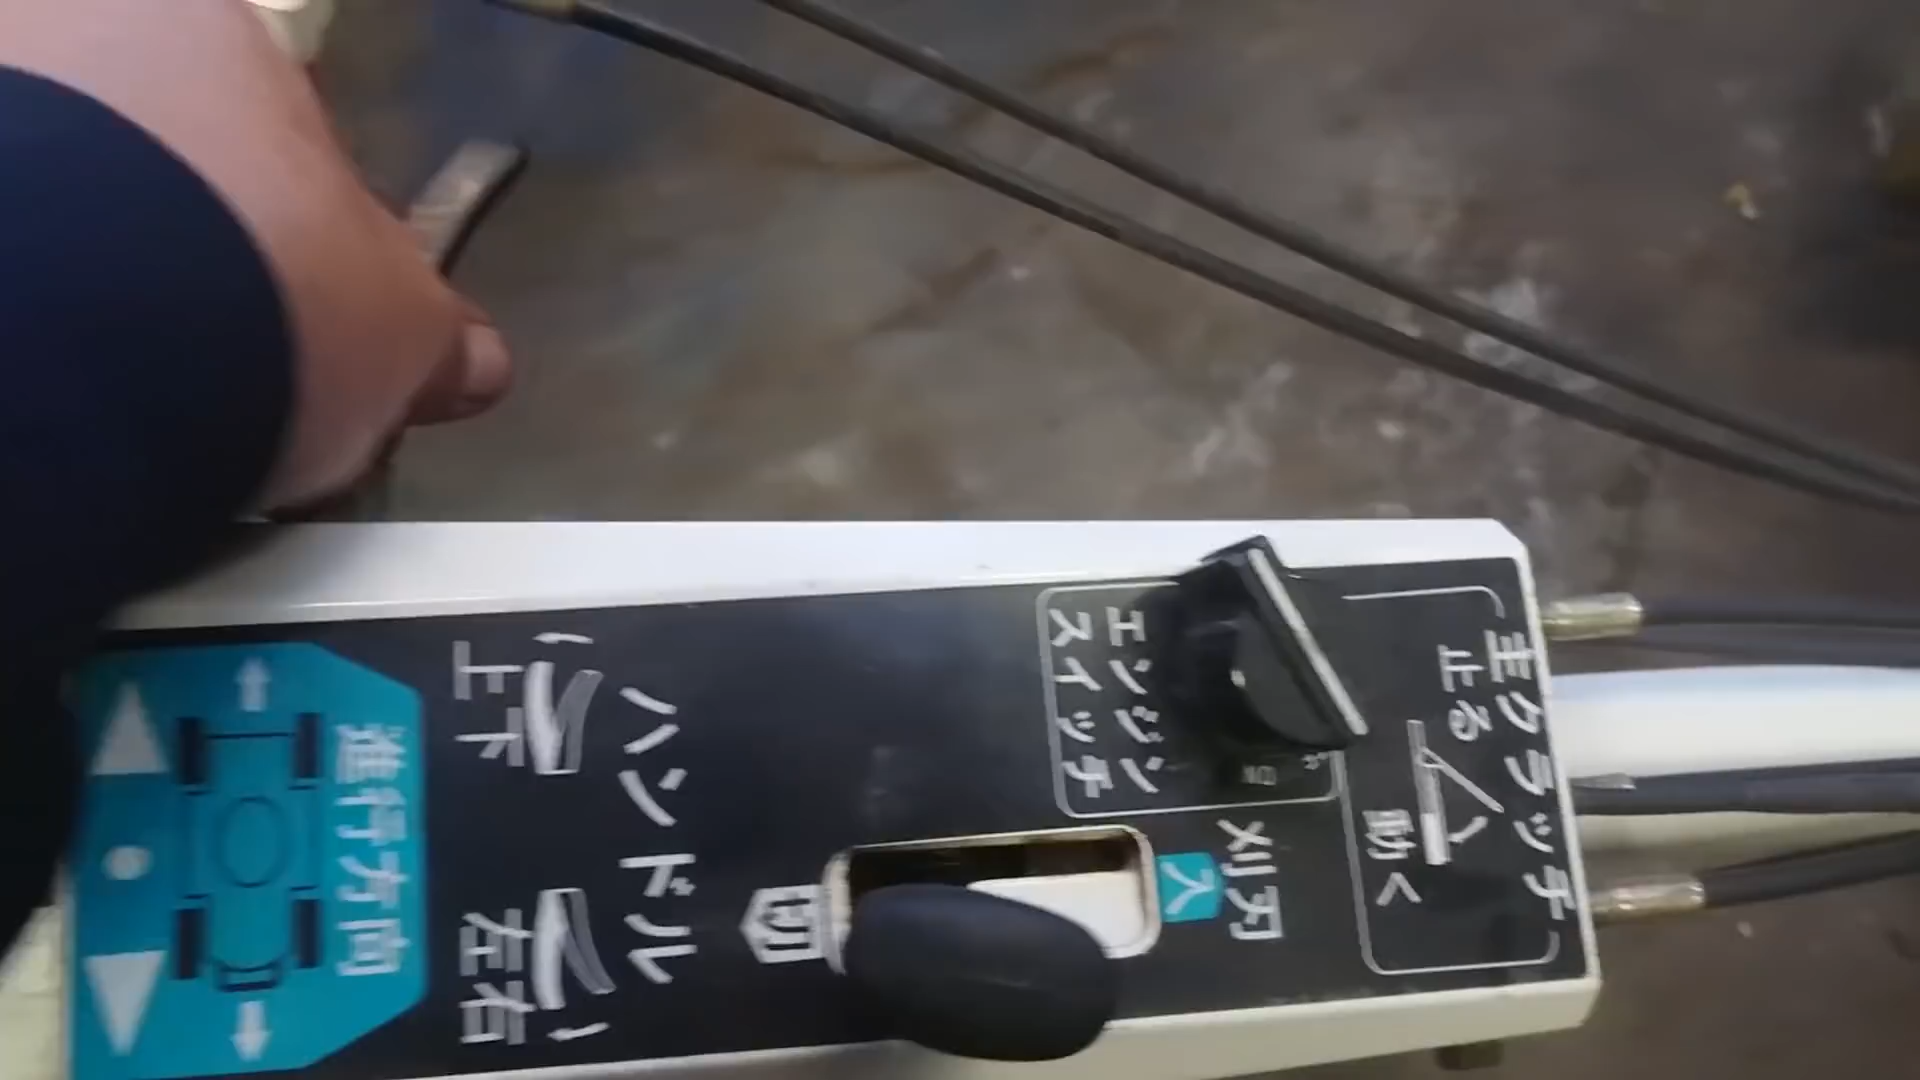 主クラッチ
止る
動く
エンジン
スイッチ
ON
刈刃
入
切
ハンドル
上下
左右
進行方向